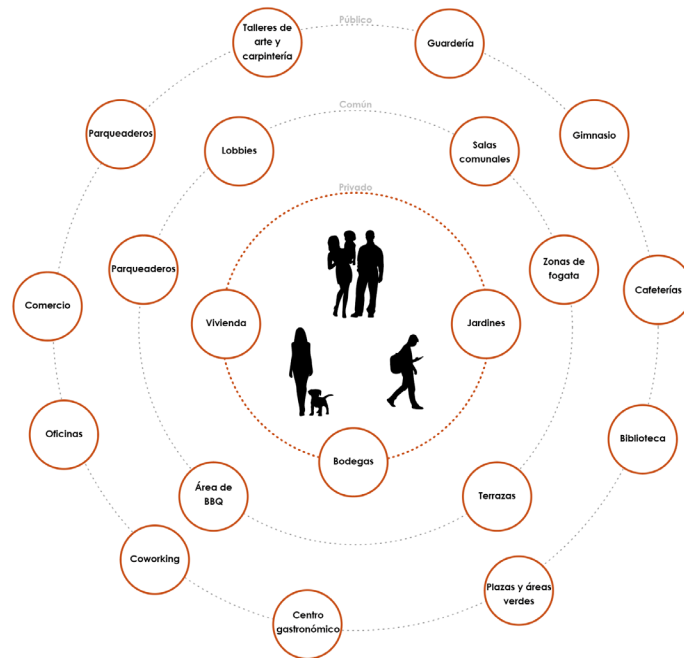 Público
Talleres de
arte y
carpintería
Guardería
Parqueaderos
Gimnasio
Común
Lobbies
Salas
comunales
Privado
Parqueaderos
Zonas de
fogata
Comercio
Cafeterías
Vivienda
Jardines
Oficinas
Biblioteca
Bodegas
Área de
BBQ
Terrazas
Coworking
Plazas y áreas
verdes
Centro
gastronómico